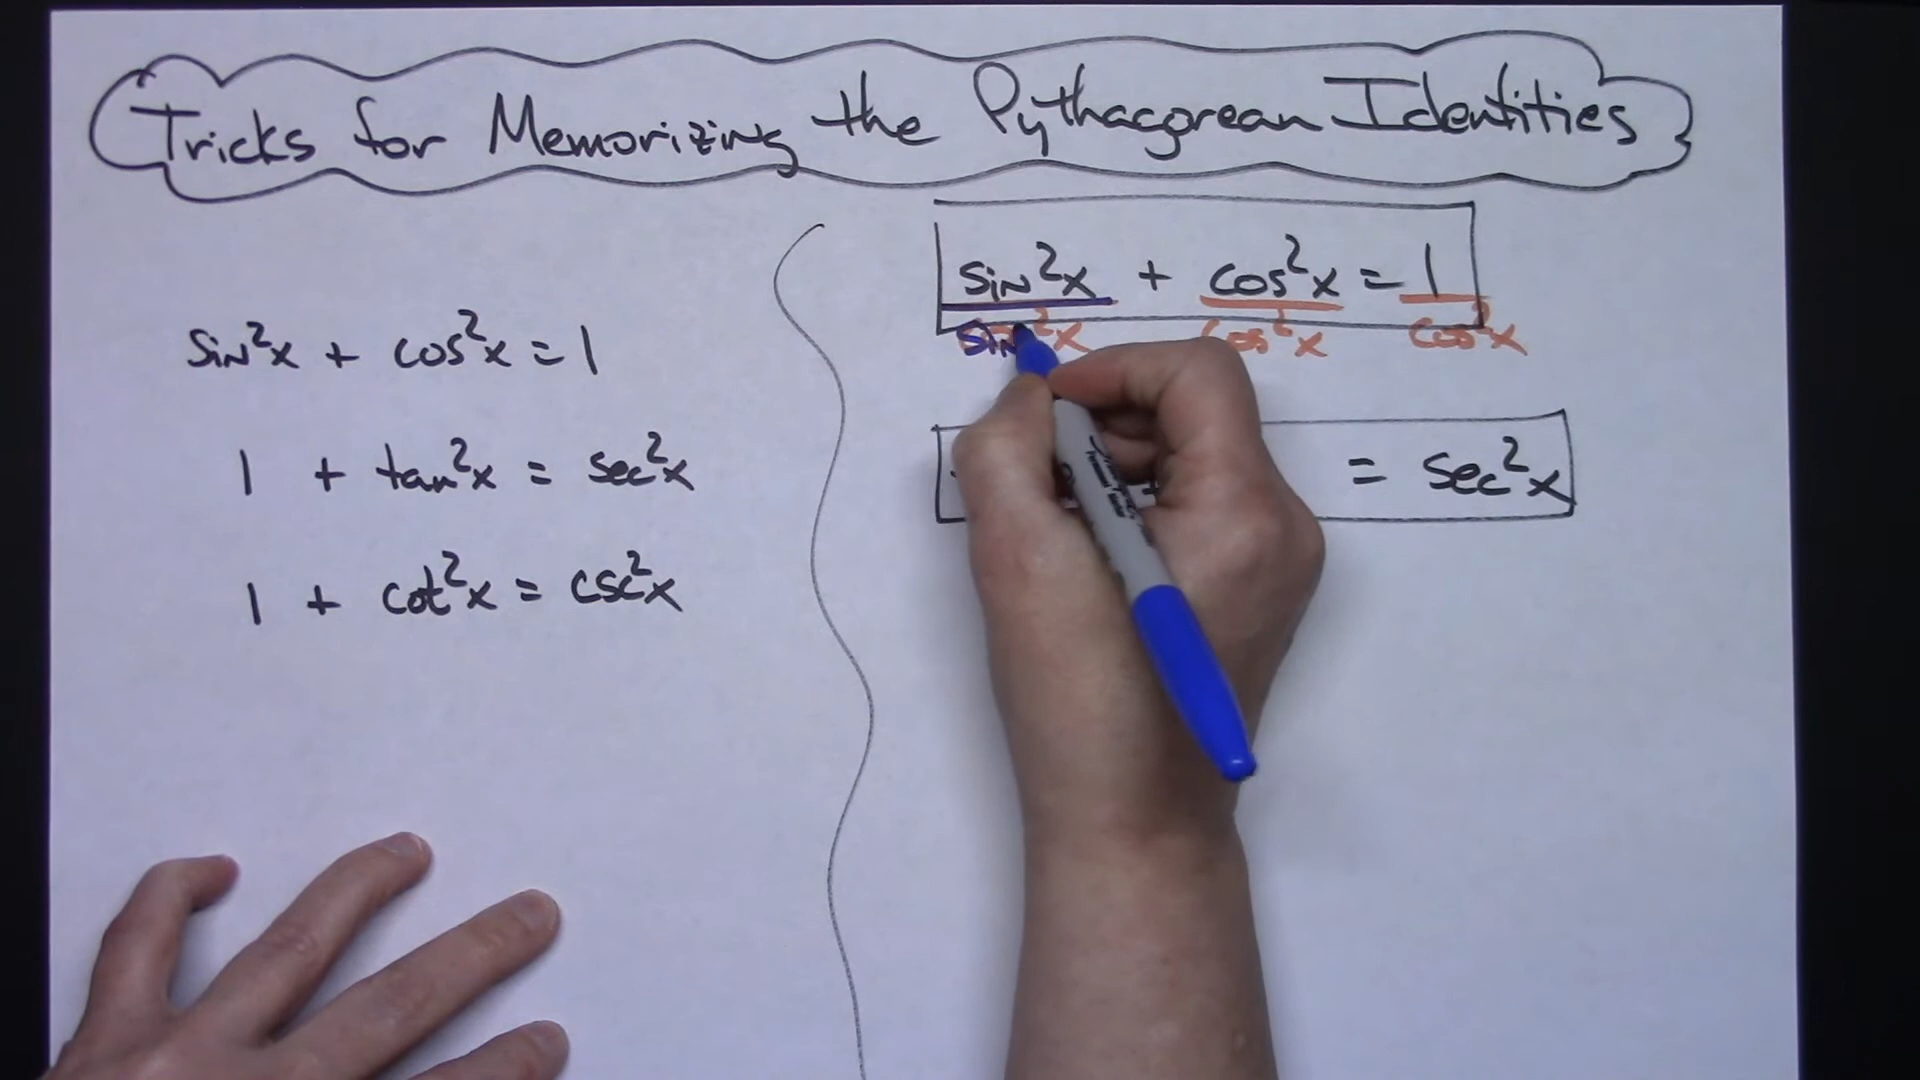 Tricks for Memorizing the Pythagorean Identities
sin²x + cos²x = 1
1 + tan²x = sec²x
1 + cot²x = csc²x
sin²x + cos²x = 1
sin cos²x cos²x
+ = sec²x